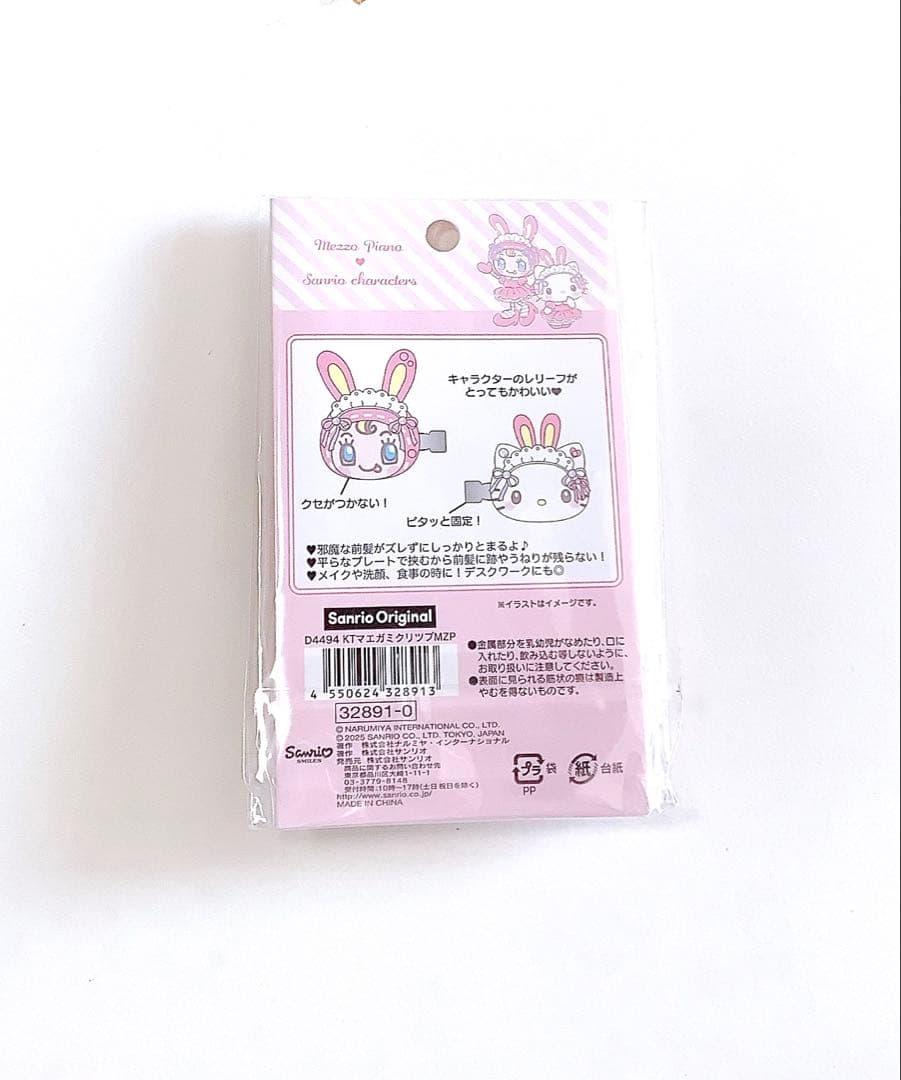 Mezzo Piano
♥
Sanrio characters
キャラクターのレリーフが
とってもかわいい♥
クセがつかない！
ピタッと固定！
♥邪魔な前髪がズレずにしっかりとまるよ♪
♥平らなプレートで挟むから前髪に跡やうねりが残らない！
♥メイクや洗顔、食事の時に！デスクワークにも◎
※イラストはイメージです。
Sanrio Original
D4494 KTマエガミクリツプMZP
4 550624 328913
32891-0
●金属部分を乳幼児がなめたり、口に
入れたり、飲み込む等しないように、
お取り扱いに注意してください。
●表面に見られる筋状の痕は製造上
やむを得ないものです。
© NARUMIYA INTERNATIONAL CO., LTD.
© 2025 SANRIO CO., LTD. TOKYO, JAPAN
著作 株式会社ナルミヤ・インターナショナル
著作 株式会社サンリオ
発売元 株式会社サンリオ
商品に関するお問い合わせ先
東京都品川区大崎1-11-1
03-3779-8148
受付時間:10時〜17時(土日祝日を除く)
http://www.sanrio.co.jp/
MADE IN CHINA
Sanrio
SMILES
プラ 袋
PP
紙 台紙